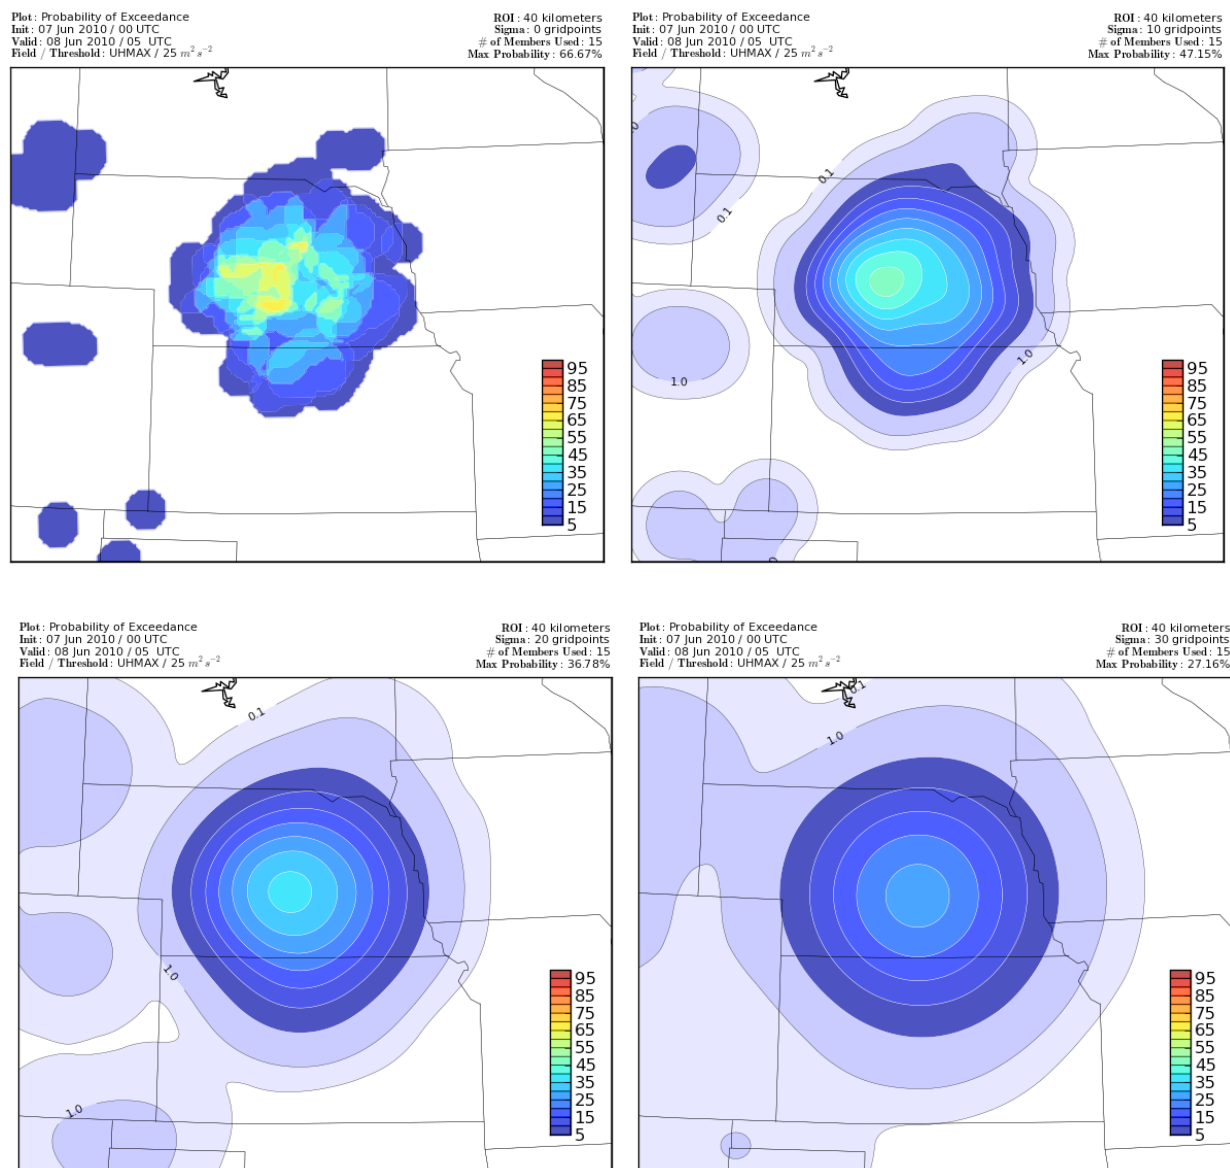 Plot : Probability of Exceedance
Init : 07 Jun 2010 / 00 UTC
Valid : 08 Jun 2010 / 05 UTC
Field / Threshold : UHMAX / 25 m² s⁻²
ROI : 40 kilometers
Sigma : 0 gridpoints
# of Members Used : 15
Max Probability : 66.67%
95
85
75
65
55
45
35
25
15
5
Plot : Probability of Exceedance
Init : 07 Jun 2010 / 00 UTC
Valid : 08 Jun 2010 / 05 UTC
Field / Threshold : UHMAX / 25 m² s⁻²
ROI : 40 kilometers
Sigma : 10 gridpoints
# of Members Used : 15
Max Probability : 47.15%
0.1
0.1
1.0
1.0
95
85
75
65
55
45
35
25
15
5
Plot : Probability of Exceedance
Init : 07 Jun 2010 / 00 UTC
Valid : 08 Jun 2010 / 05 UTC
Field / Threshold : UHMAX / 25 m² s⁻²
ROI : 40 kilometers
Sigma : 20 gridpoints
# of Members Used : 15
Max Probability : 36.78%
0.1
1.0
1.0
95
85
75
65
55
45
35
25
15
5
Plot : Probability of Exceedance
Init : 07 Jun 2010 / 00 UTC
Valid : 08 Jun 2010 / 05 UTC
Field / Threshold : UHMAX / 25 m² s⁻²
ROI : 40 kilometers
Sigma : 30 gridpoints
# of Members Used : 15
Max Probability : 27.16%
0.1
1.0
95
85
75
65
55
45
35
25
15
5